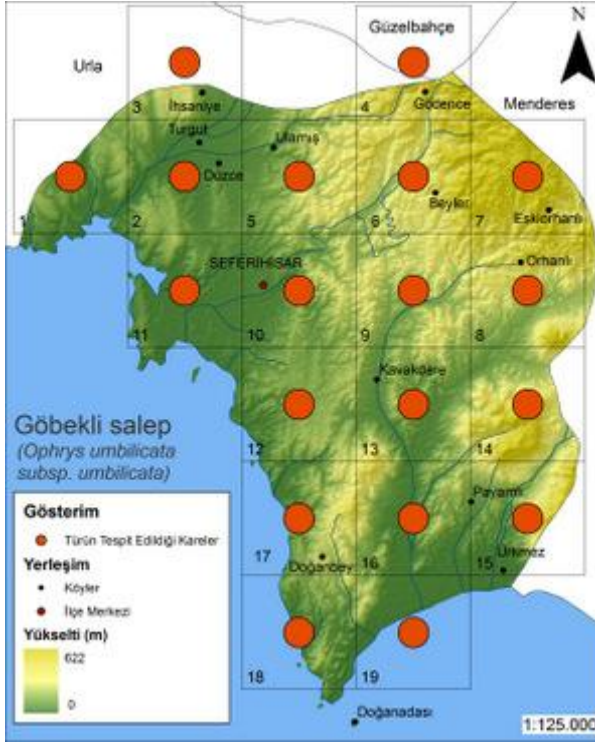 Güzelbahçe
N
Urla
3
İhsaniye
4
Gödence
Menderes
Turgut
Ulamış
Düzce
Beyler
Eskiorhanlı
1
2
5
6
7
SEFERİHİSAR
Orhanlı
11
10
9
8
Kavakdere
Göbekli salep
(Ophrys umbilicata
subsp. umbilicata)
12
13
14
Payamlı
Gösterim
Türün Tespit Edildiği Kareler
Yerleşim
Köyler
İlçe Merkezi
Yükselti (m)
622
0
17
Doğanbey
16
15
Ürkmez
18
19
Doğanadası
1:125.000